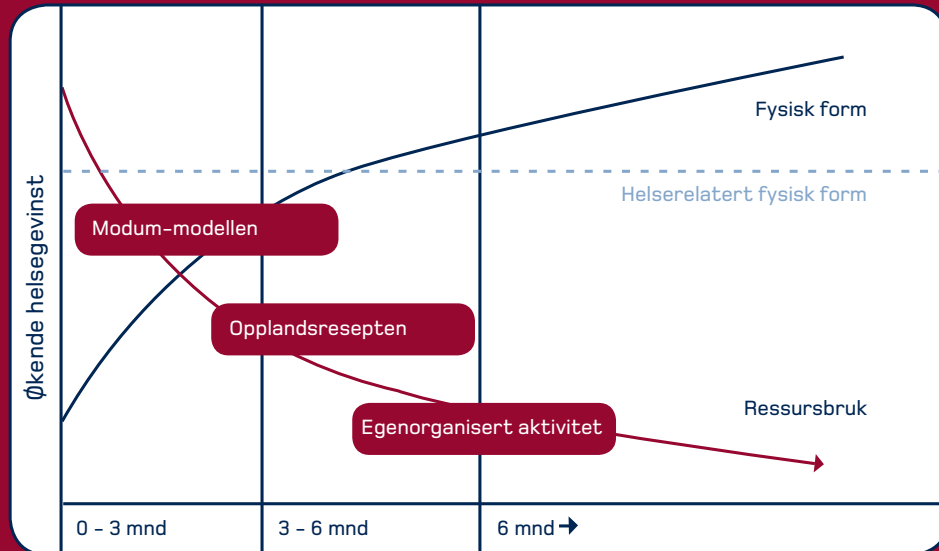 Økende helsegevinst
Fysisk form
Helserelatert fysisk form
Modum-modellen
Opplandsresepten
Egenorganisert aktivitet
Ressursbruk
0 - 3 mnd
3 - 6 mnd
6 mnd →